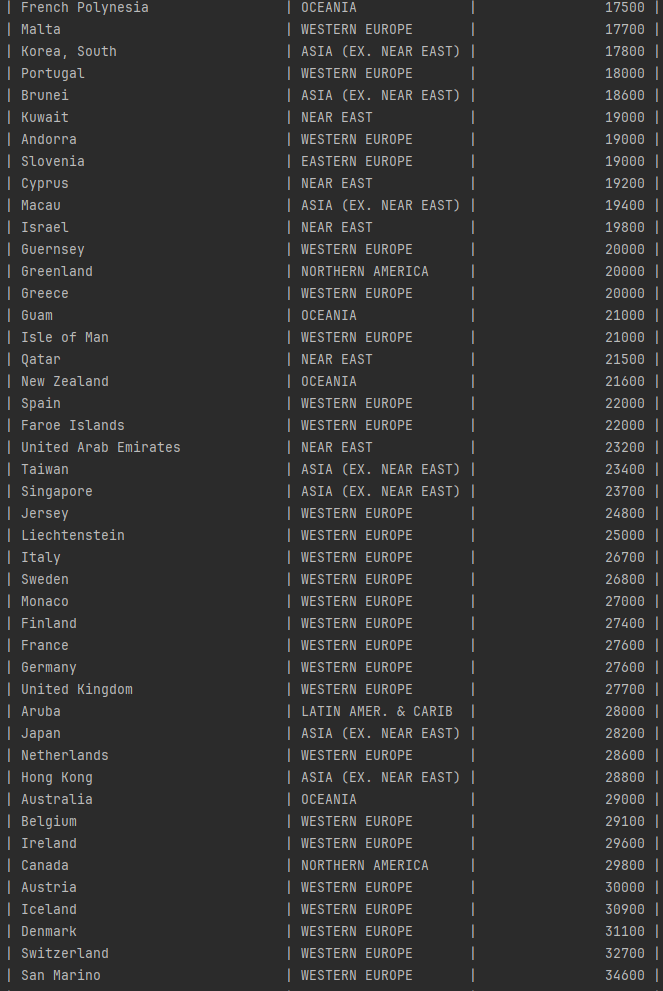 | French Polynesia | OCEANIA | 17500 |
| Malta | WESTERN EUROPE | 17700 |
| Korea, South | ASIA (EX. NEAR EAST) | 17800 |
| Portugal | WESTERN EUROPE | 18000 |
| Brunei | ASIA (EX. NEAR EAST) | 18600 |
| Kuwait | NEAR EAST | 19000 |
| Andorra | WESTERN EUROPE | 19000 |
| Slovenia | EASTERN EUROPE | 19000 |
| Cyprus | NEAR EAST | 19200 |
| Macau | ASIA (EX. NEAR EAST) | 19400 |
| Israel | NEAR EAST | 19800 |
| Guernsey | WESTERN EUROPE | 20000 |
| Greenland | NORTHERN AMERICA | 20000 |
| Greece | WESTERN EUROPE | 20000 |
| Guam | OCEANIA | 21000 |
| Isle of Man | WESTERN EUROPE | 21000 |
| Qatar | NEAR EAST | 21500 |
| New Zealand | OCEANIA | 21600 |
| Spain | WESTERN EUROPE | 22000 |
| Faroe Islands | WESTERN EUROPE | 22000 |
| United Arab Emirates | NEAR EAST | 23200 |
| Taiwan | ASIA (EX. NEAR EAST) | 23400 |
| Singapore | ASIA (EX. NEAR EAST) | 23700 |
| Jersey | WESTERN EUROPE | 24800 |
| Liechtenstein | WESTERN EUROPE | 25000 |
| Italy | WESTERN EUROPE | 26700 |
| Sweden | WESTERN EUROPE | 26800 |
| Monaco | WESTERN EUROPE | 27000 |
| Finland | WESTERN EUROPE | 27400 |
| France | WESTERN EUROPE | 27600 |
| Germany | WESTERN EUROPE | 27600 |
| United Kingdom | WESTERN EUROPE | 27700 |
| Aruba | LATIN AMER. & CARIB | 28000 |
| Japan | ASIA (EX. NEAR EAST) | 28200 |
| Netherlands | WESTERN EUROPE | 28600 |
| Hong Kong | ASIA (EX. NEAR EAST) | 28800 |
| Australia | OCEANIA | 29000 |
| Belgium | WESTERN EUROPE | 29100 |
| Ireland | WESTERN EUROPE | 29600 |
| Canada | NORTHERN AMERICA | 29800 |
| Austria | WESTERN EUROPE | 30000 |
| Iceland | WESTERN EUROPE | 30900 |
| Denmark | WESTERN EUROPE | 31100 |
| Switzerland | WESTERN EUROPE | 32700 |
| San Marino | WESTERN EUROPE | 34600 |